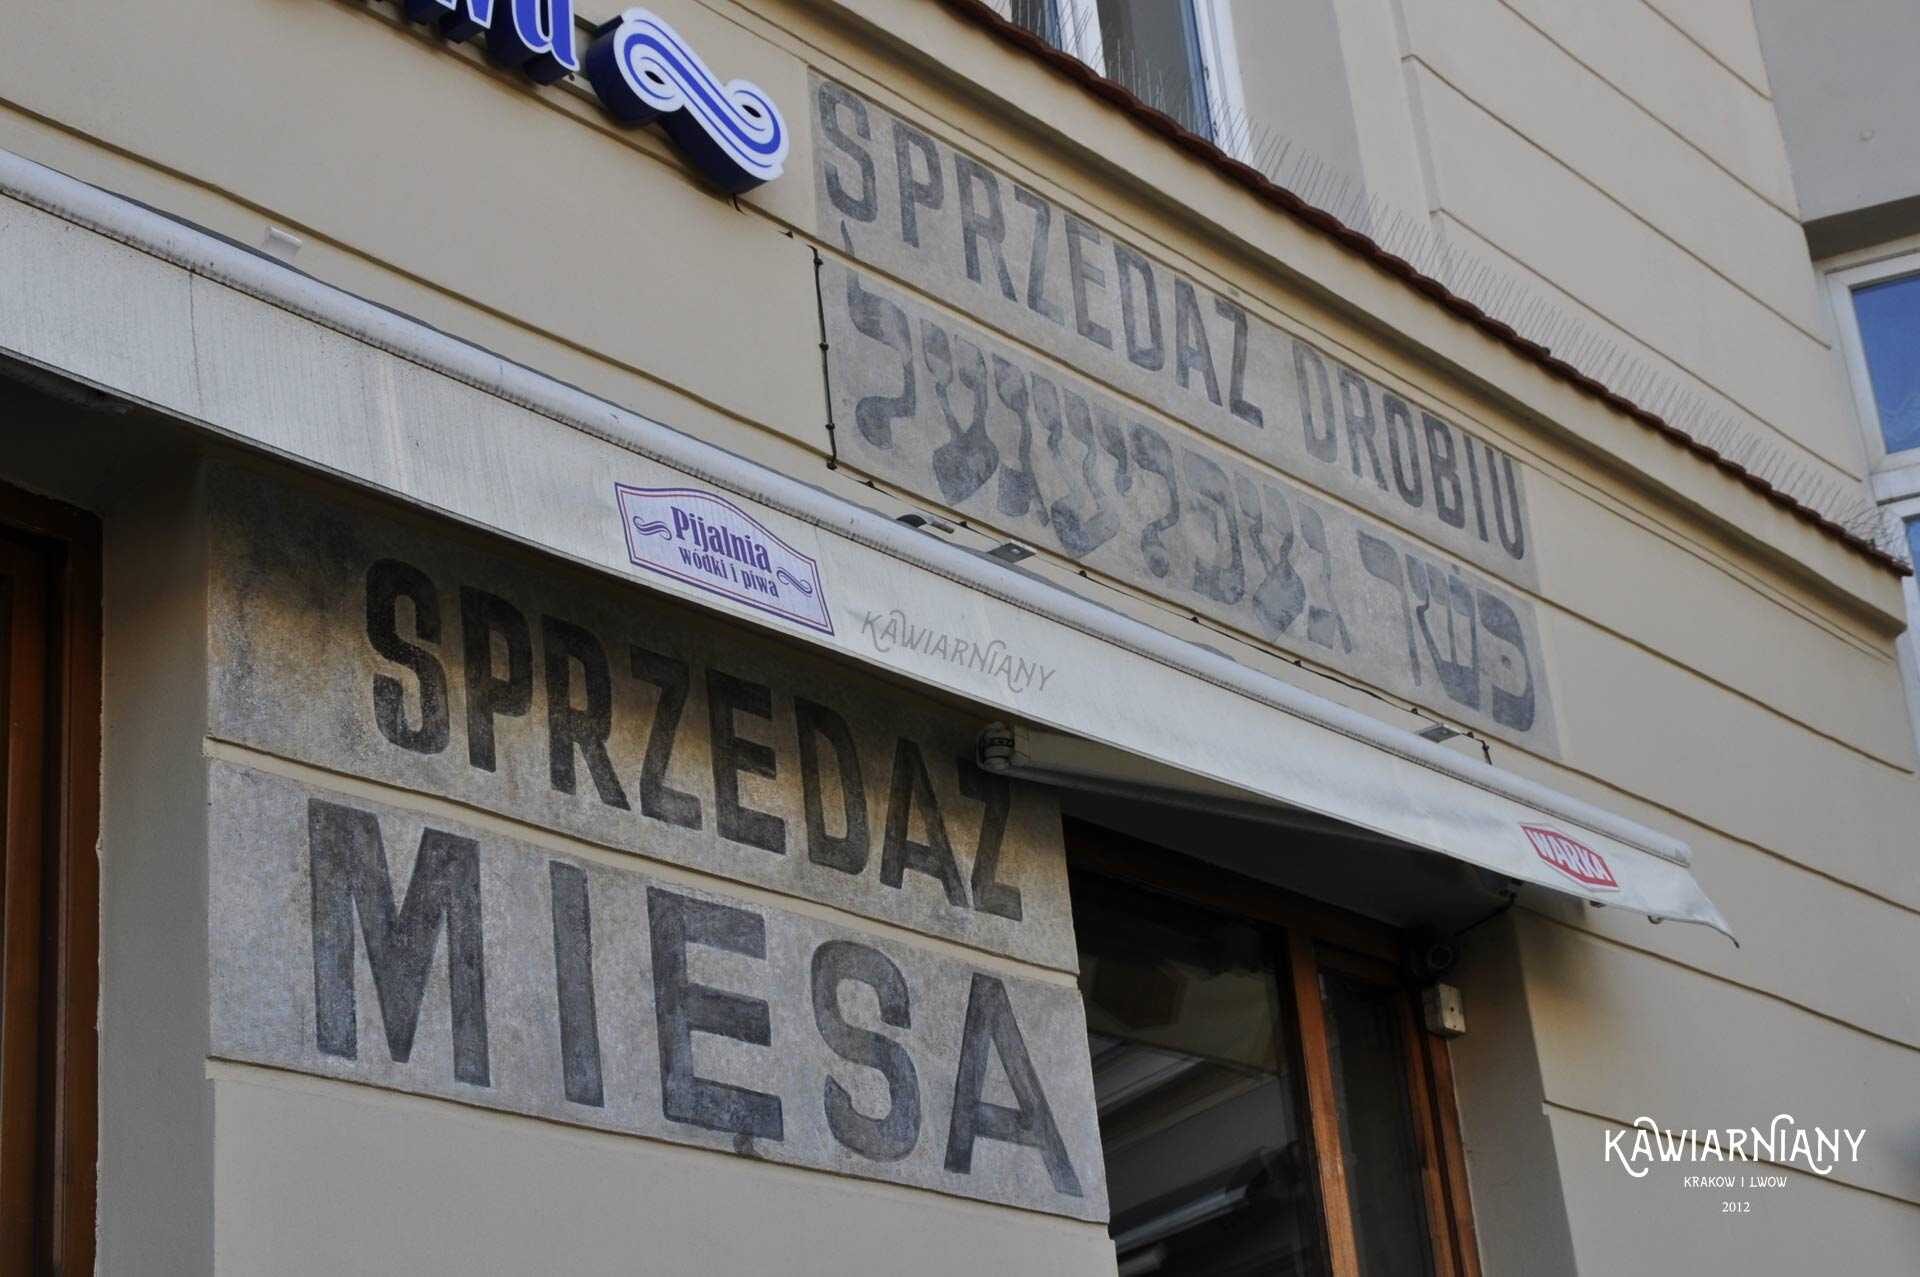 SPRZEDAŻ DROBIU
כשר געפליגעל
Pijalnia
Wódki i piwa
KAWIARNIANY
WARKA
SPRZEDAŻ
MIĘSA
KAWIARNIANY
KRAKOW I LWOW
2012